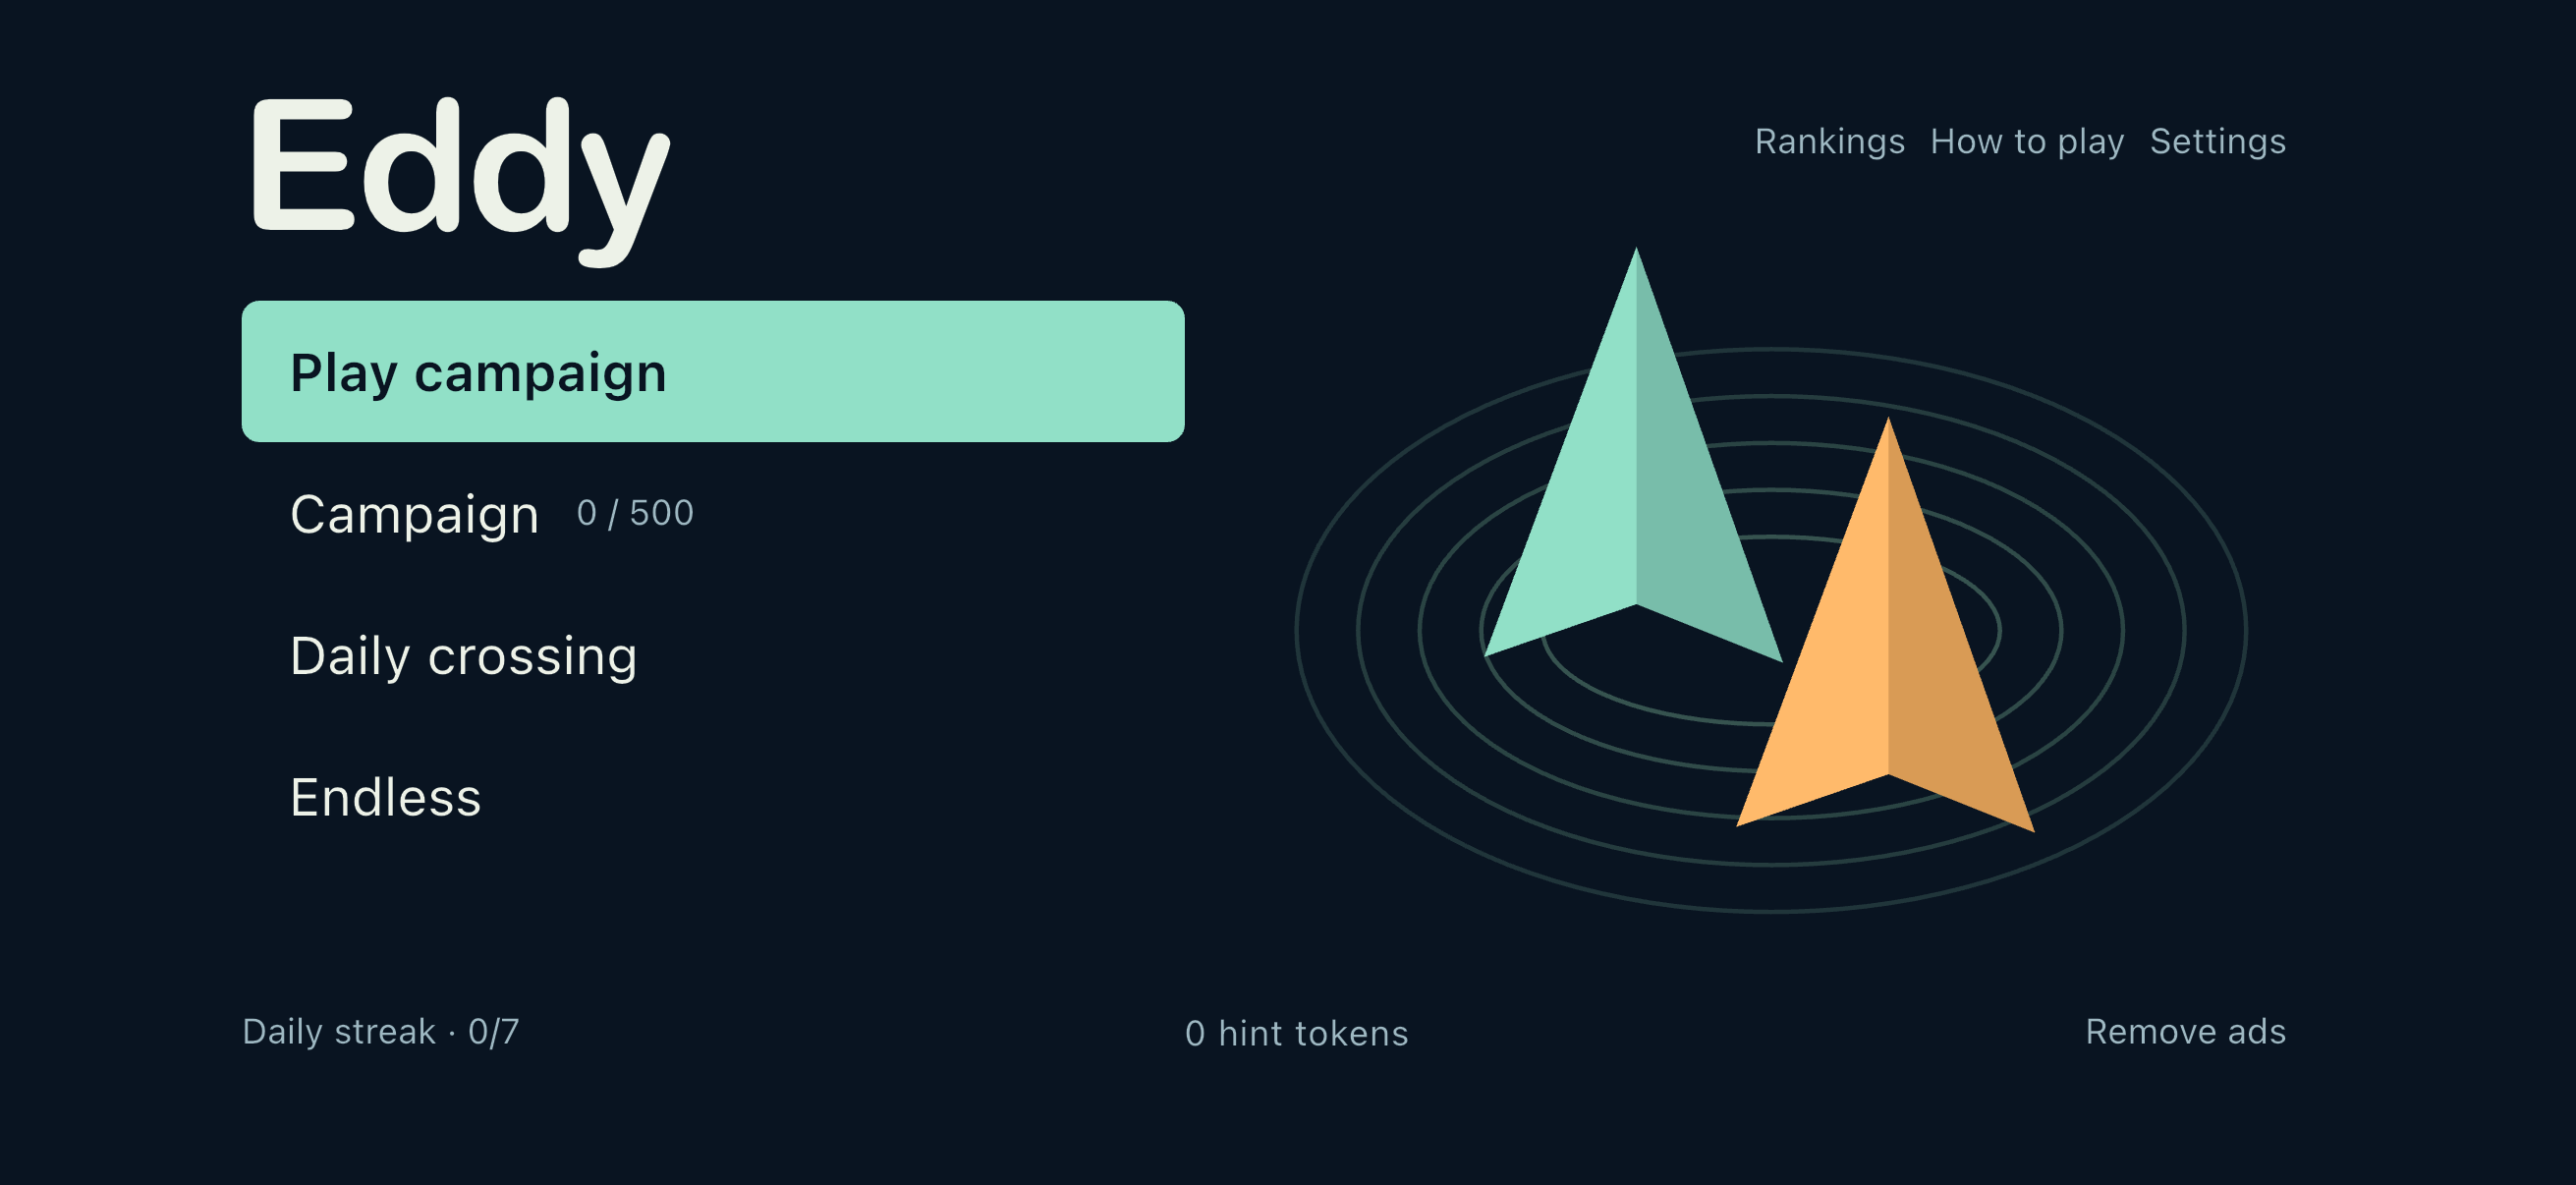 Eddy
Rankings How to play Settings
Play campaign
Campaign 0 / 500
Daily crossing
Endless
Daily streak · 0/7
0 hint tokens
Remove ads